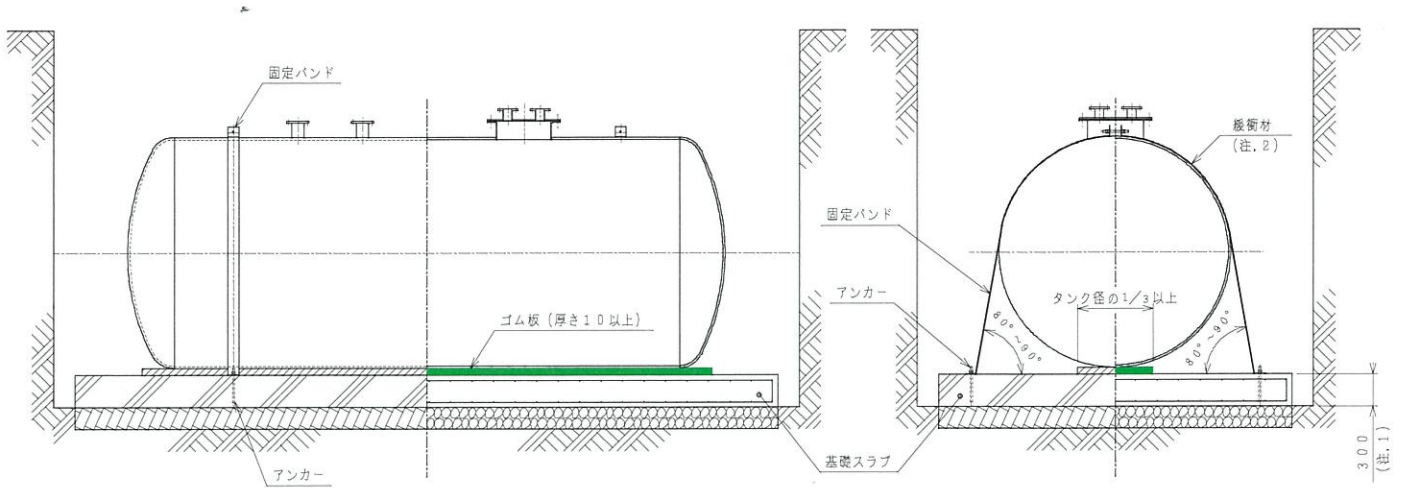 固定バンド
ゴム板(厚さ10以上)
アンカー
緩衝材
(注.2)
固定バンド
アンカー
タンク径の1/3以上
80°~90°
80°~90°
基礎スラブ
300
(注.1)